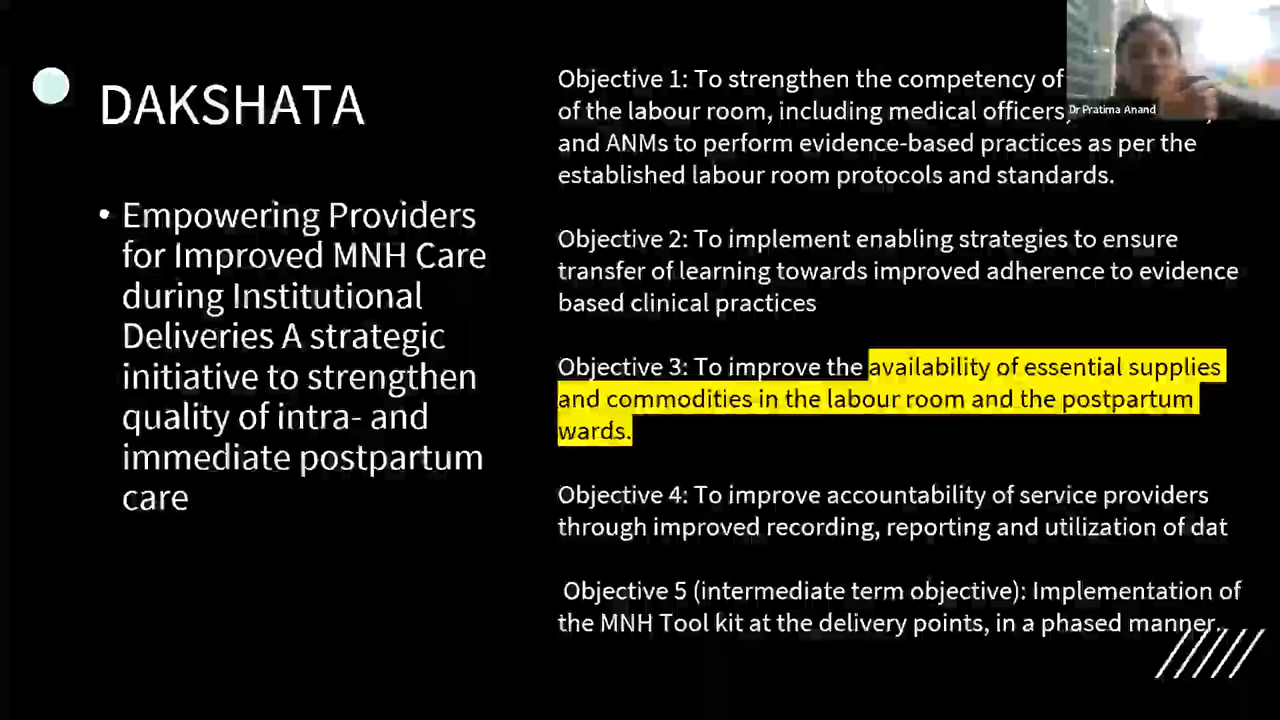 DAKSHATA
• Empowering Providers
for Improved MNH Care
during Institutional
Deliveries A strategic
initiative to strengthen
quality of intra- and
immediate postpartum
care
Objective 1: To strengthen the competency of
of the labour room, including medical officers,
and ANMs to perform evidence-based practices as per the
established labour room protocols and standards.
Objective 2: To implement enabling strategies to ensure
transfer of learning towards improved adherence to evidence
based clinical practices
Objective 3: To improve the availability of essential supplies
and commodities in the labour room and the postpartum
wards.
Objective 4: To improve accountability of service providers
through improved recording, reporting and utilization of dat
Objective 5 (intermediate term objective): Implementation of
the MNH Tool kit at the delivery points, in a phased manner.
Dr Pratima Anand